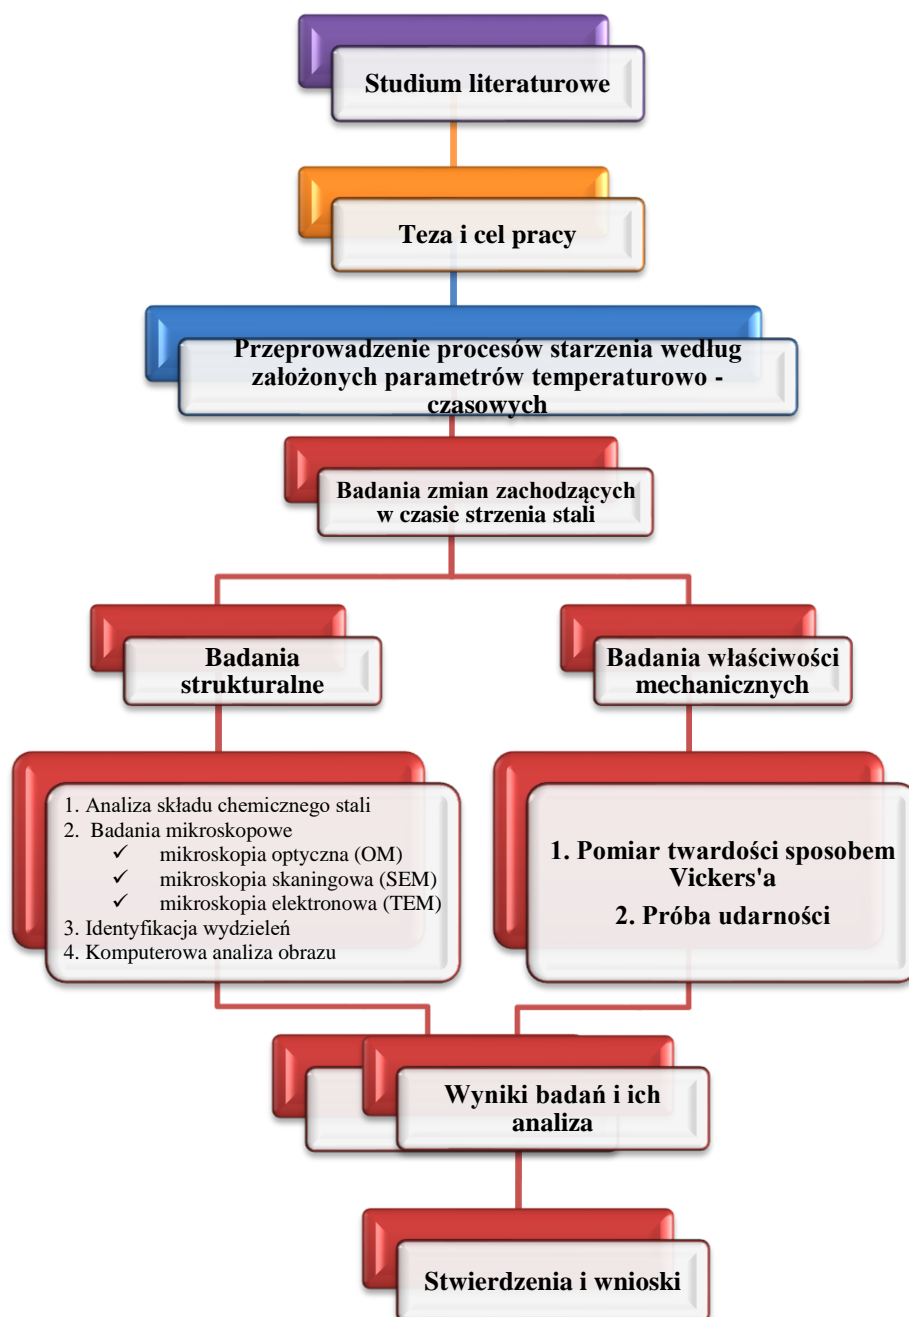 Studium literaturowe
Teza i cel pracy
Przeprowadzenie procesów starzenia według
założonych parametrów temperaturowo -
czasowych
Badania zmian zachodzących
w czasie strzenia stali
Badania
strukturalne
Badania właściwości
mechanicznych
1. Analiza składu chemicznego stali
2. Badania mikroskopowe
✓ mikroskopia optyczna (OM)
✓ mikroskopia skaningowa (SEM)
✓ mikroskopia elektronowa (TEM)
3. Identyfikacja wydzieleń
4. Komputerowa analiza obrazu
1. Pomiar twardości sposobem
Vickers'a
2. Próba udarności
Wyniki badań i ich
analiza
Stwierdzenia i wnioski